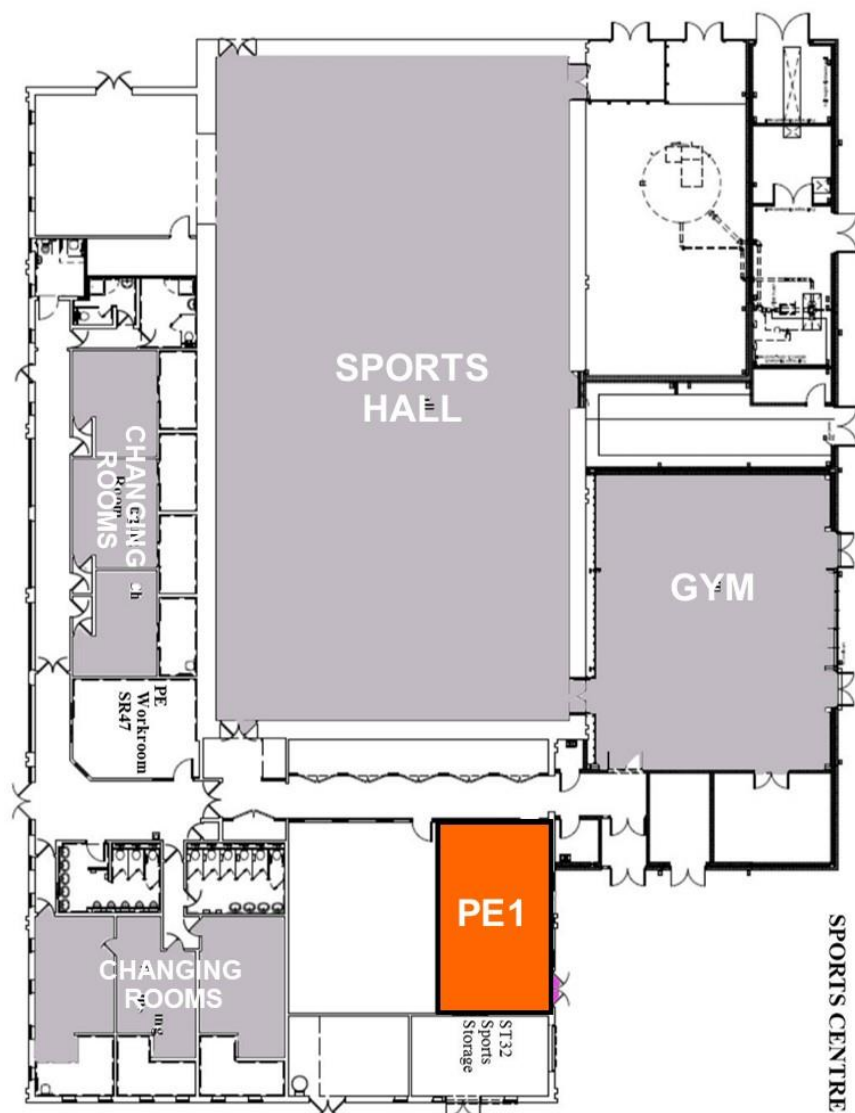 SPORTS
HALL
CHANGING
ROOMS
GYM
PE
Workroom
SR47
PE1
CHANGING
ROOMS
ST32
Sports
Storage
SPORTS CENTRE